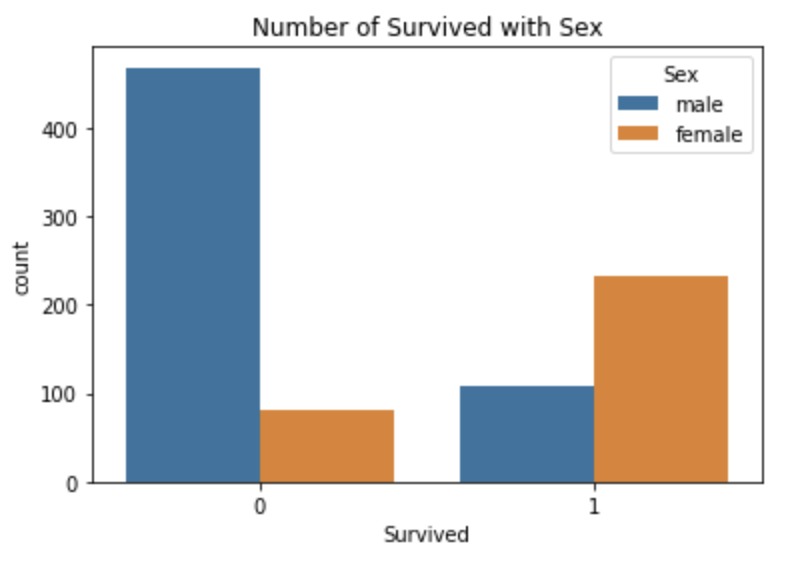 Number of Survived with Sex
Sex
male
female
400
300
200
100
0
count
0 1
Survived